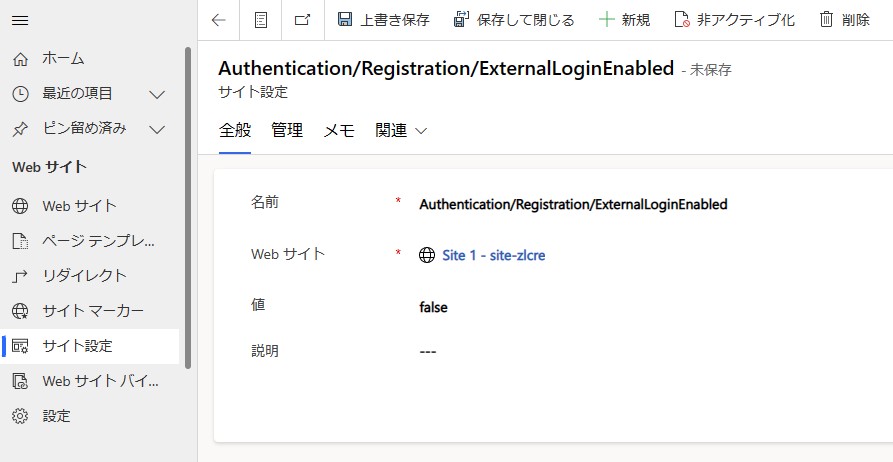 上書き保存 保存して閉じる 新規 非アクティブ化 削除
Authentication/Registration/ExternalLoginEnabled - 未保存
サイト設定
全般 管理 メモ 関連
ホーム
最近の項目
ピン留め済み
Web サイト
Web サイト
ページ テンプレ...
リダイレクト
サイト マーカー
サイト設定
Web サイト バイ...
設定
名前 * Authentication/Registration/ExternalLoginEnabled
Web サイト * Site 1 - site-zlcre
値 false
説明 ---